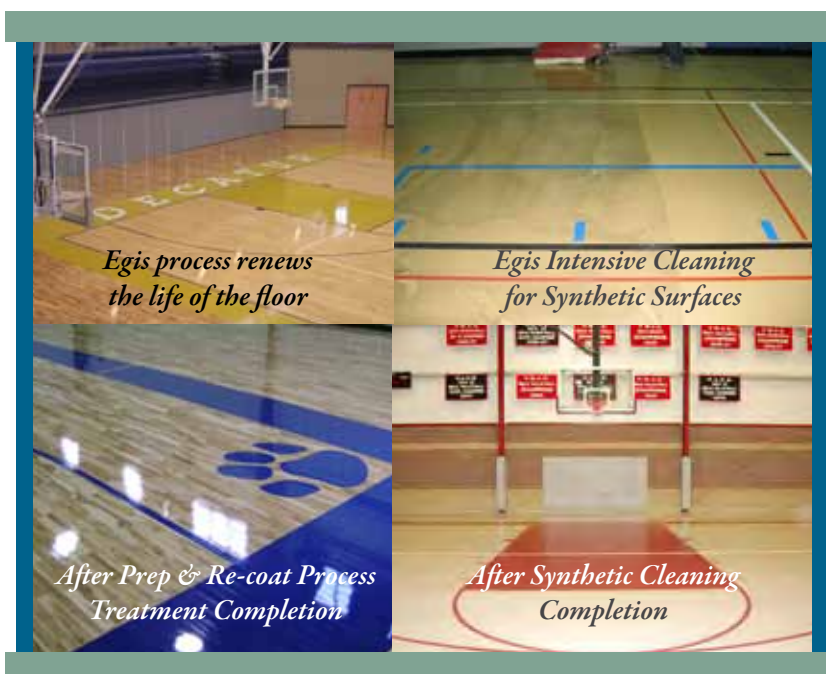 DECATUR
Egis process renews
the life of the floor
Egis Intensive Cleaning
for Synthetic Surfaces
After Prep & Re-coat Process
Treatment Completion
After Synthetic Cleaning
Completion